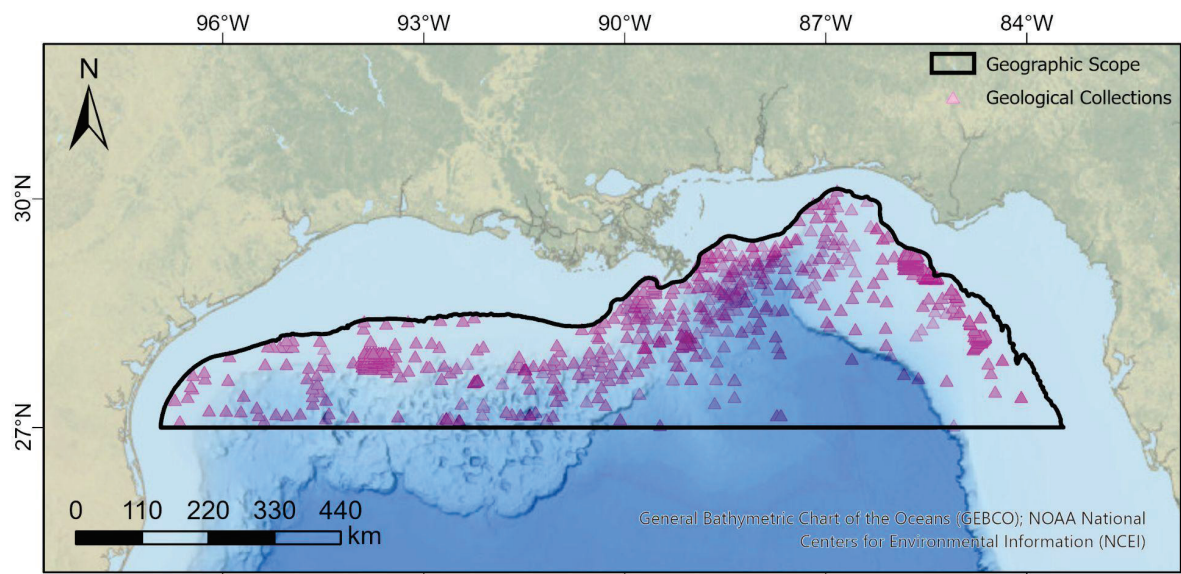 96°W 93°W 90°W 87°W 84°W
N
Geographic Scope
Geological Collections
30°N
27°N
0 110 220 330 440
km
General Bathymetric Chart of the Oceans (GEBCO); NOAA National
Centers for Environmental Information (NCEI)